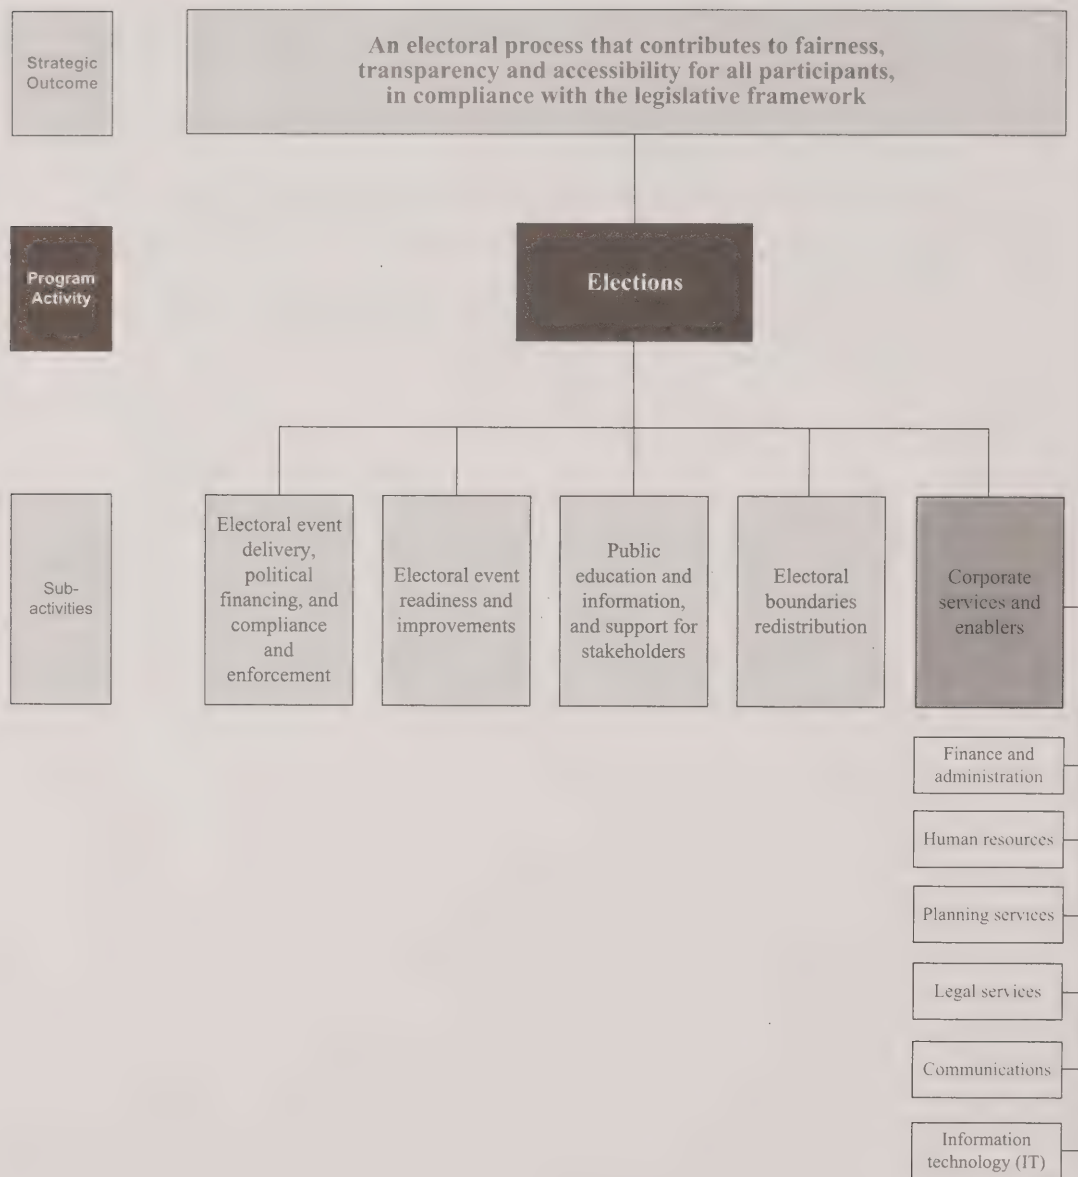 Strategic
Outcome
An electoral process that contributes to fairness,
transparency and accessibility for all participants,
in compliance with the legislative framework
Program
Activity
Elections
Sub-
activities
Electoral event
delivery,
political
financing, and
compliance
and
enforcement
Electoral event
readiness and
improvements
Public
education and
information,
and support for
stakeholders
Electoral
boundaries
redistribution
Corporate
services and
enablers
Finance and
administration
Human resources
Planning services
Legal services
Communications
Information
technology (IT)